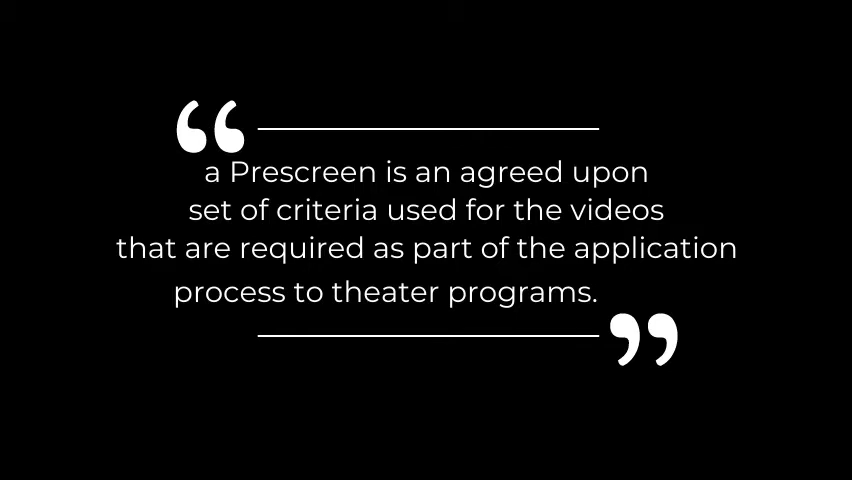 “
a Prescreen is an agreed upon
set of criteria used for the videos
that are required as part of the application
process to theater programs.
”